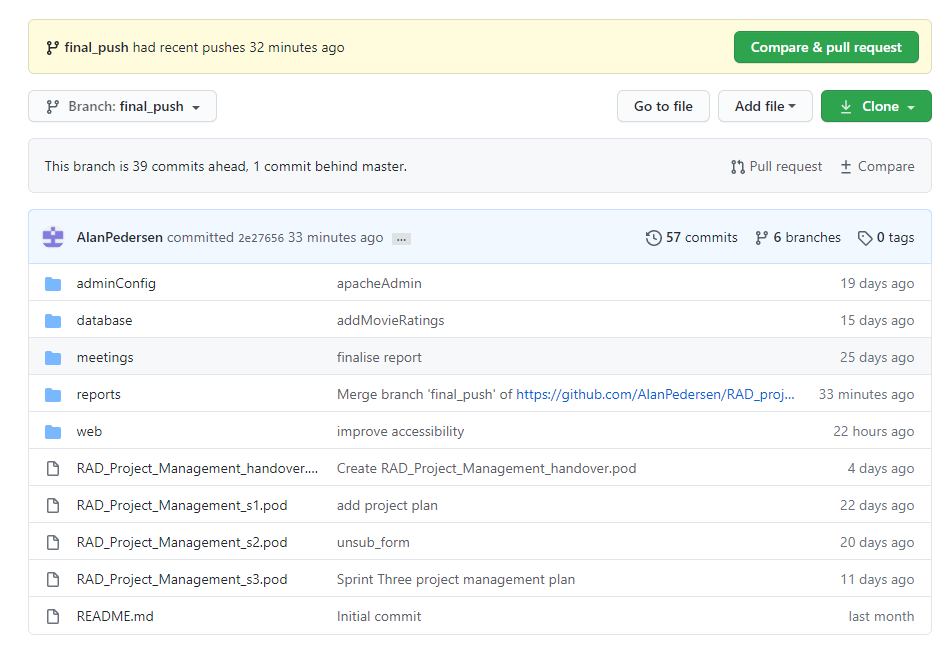 final_push had recent pushes 32 minutes ago Compare & pull request
Branch: final_push Go to file Add file Clone
This branch is 39 commits ahead, 1 commit behind master. Pull request Compare
AlanPedersen committed 2e27656 33 minutes ago ... 57 commits 6 branches 0 tags
adminConfig apacheAdmin 19 days ago
database addMovieRatings 15 days ago
meetings finalise report 25 days ago
reports Merge branch 'final_push' of https://github.com/AlanPedersen/RAD_proj... 33 minutes ago
web improve accessibility 22 hours ago
RAD_Project_Management_handover.... Create RAD_Project_Management_handover.pod 4 days ago
RAD_Project_Management_s1.pod add project plan 22 days ago
RAD_Project_Management_s2.pod unsub_form 20 days ago
RAD_Project_Management_s3.pod Sprint Three project management plan 11 days ago
README.md Initial commit last month